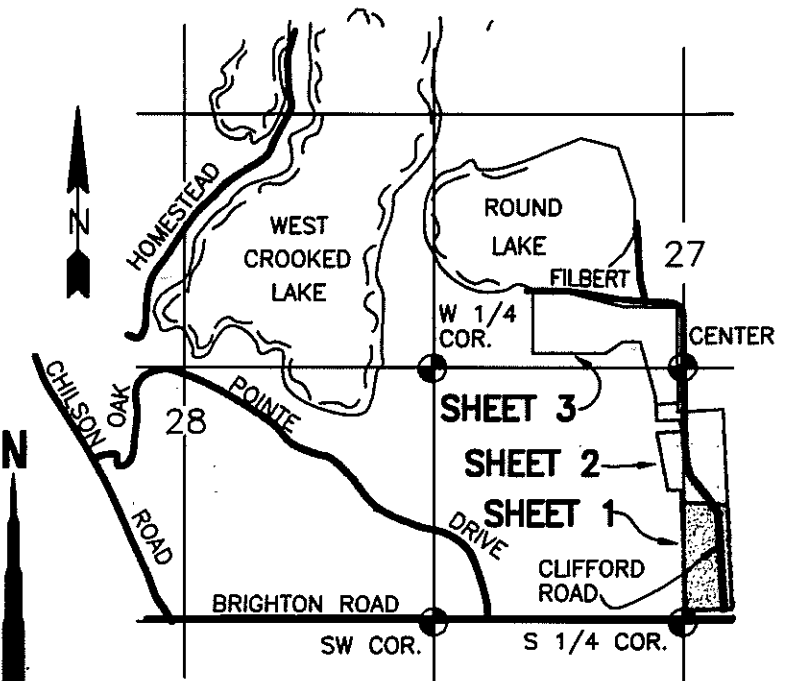 HOMESTEAD
N
WEST
CROOKED
LAKE
ROUND
LAKE
27
FILBERT
W 1/4
COR.
CENTER
CHILSON
ROAD
OAK
POINTE
DRIVE
28
SHEET 3
N
SHEET 2
SHEET 1
CLIFFORD
ROAD
BRIGHTON ROAD
SW COR.
S 1/4 COR.